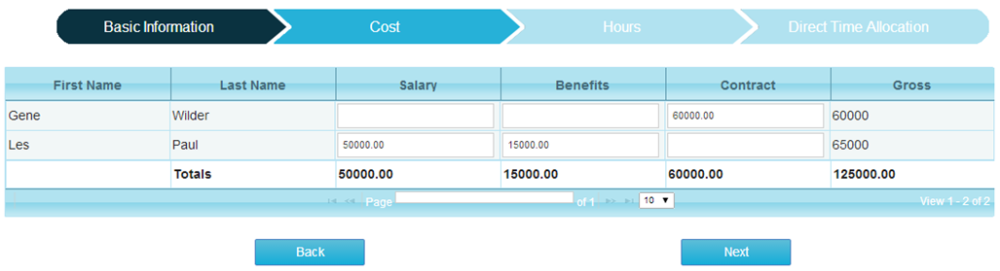 Basic Information Cost Hours Direct Time Allocation
First Name Last Name Salary Benefits Contract Gross
Gene Wilder 60000.00 60000
Les Paul 50000.00 15000.00 65000
Totals 50000.00 15000.00 60000.00 125000.00
Page of 1 10 View 1 - 2 of 2
Back Next